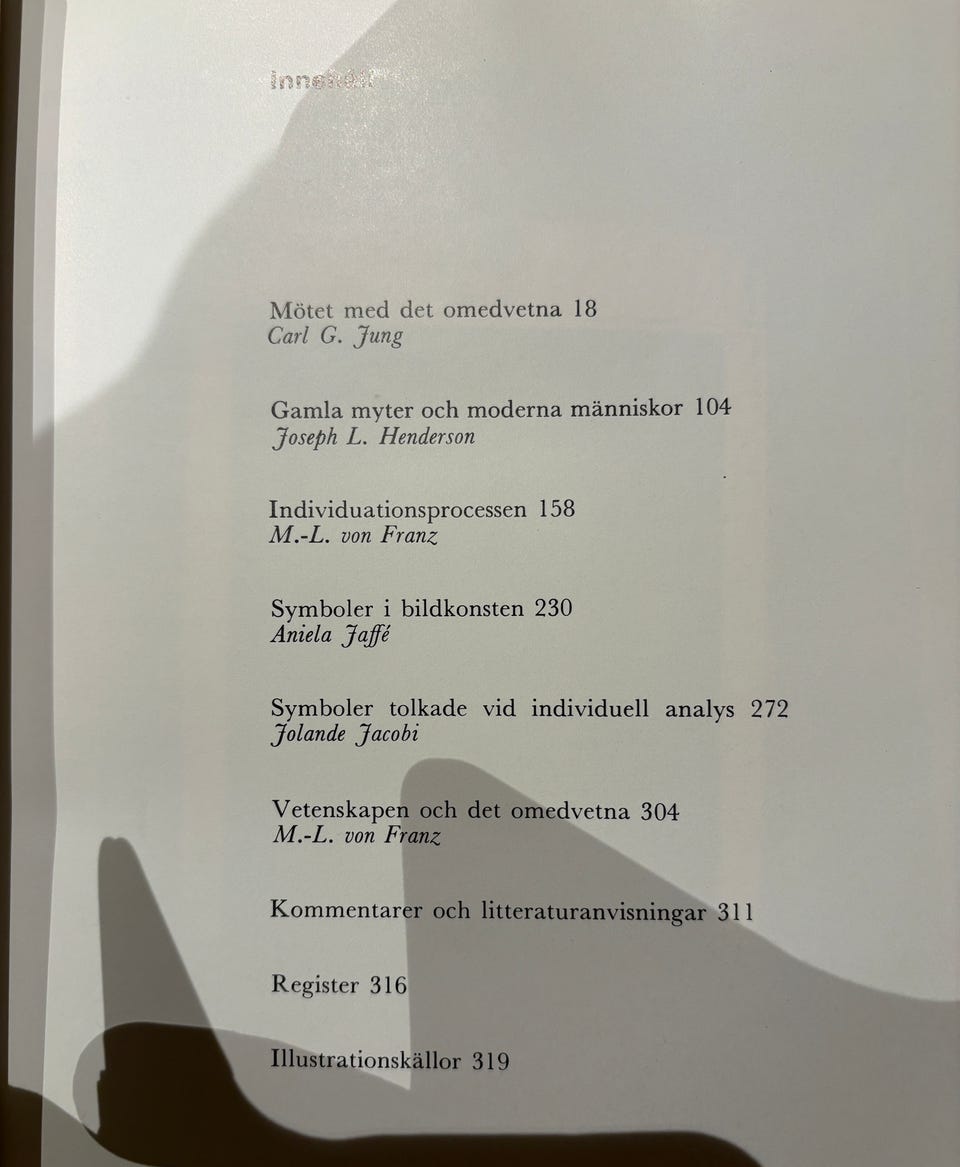 Innehåll
Mötet med det omedvetna 18
Carl G. Jung
Gamla myter och moderna människor 104
Joseph L. Henderson
Individuationsprocessen 158
M.-L. von Franz
Symboler i bildkonsten 230
Aniela Jaffé
Symboler tolkade vid individuell analys 272
Jolande Jacobi
Vetenskapen och det omedvetna 304
M.-L. von Franz
Kommentarer och litteraturanvisningar 311
Register 316
Illustrationskällor 319